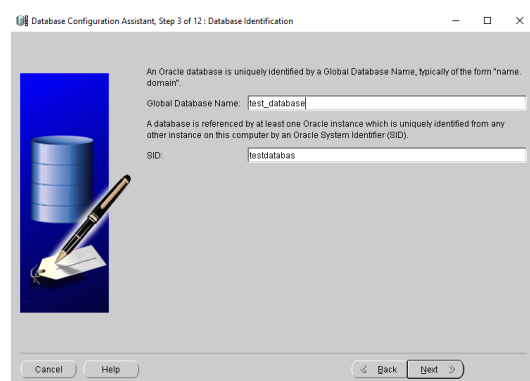 Database Configuration Assistant, Step 3 of 12 : Database Identification
An Oracle database is uniquely identified by a Global Database Name, typically of the form "name.
domain".
Global Database Name: test_database
A database is referenced by at least one Oracle instance which is uniquely identified from any
other instance on this computer by an Oracle System Identifier (SID).
SID: testdatabas
Cancel Help Back Next